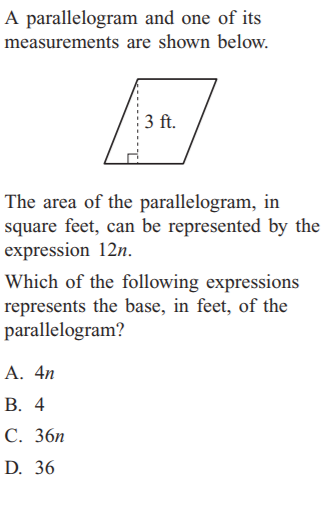 A parallelogram and one of its
measurements are shown below.
3 ft.
The area of the parallelogram, in
square feet, can be represented by the
expression 12n.
Which of the following expressions
represents the base, in feet, of the
parallelogram?
A. 4n
B. 4
C. 36n
D. 36